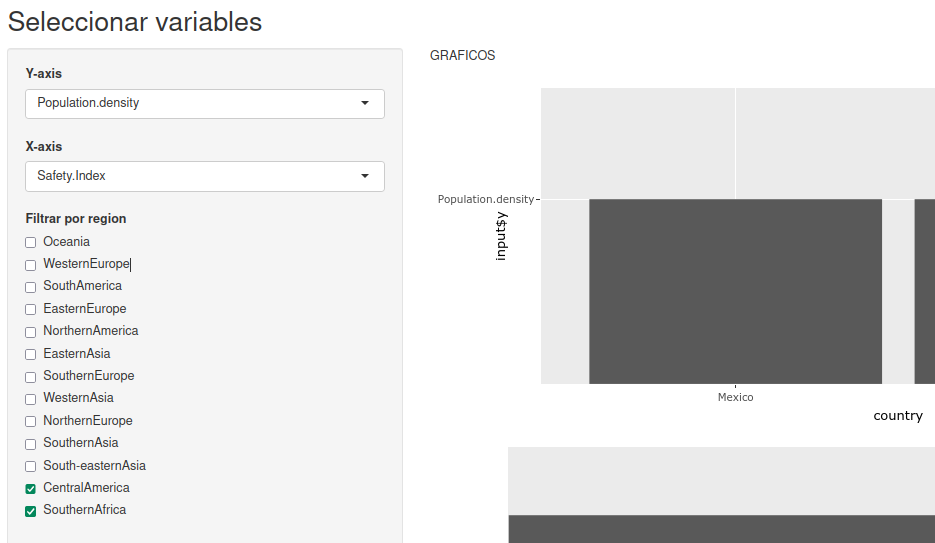 Seleccionar variables
Y-axis
Population.density
X-axis
Safety.Index
Filtrar por region
Oceania
WesternEurope
SouthAmerica
EasternEurope
NorthernAmerica
EasternAsia
SouthernEurope
WesternAsia
NorthernEurope
SouthernAsia
South-easternAsia
CentralAmerica
SouthernAfrica
GRAFICOS
Population.density
input$y
Mexico
country